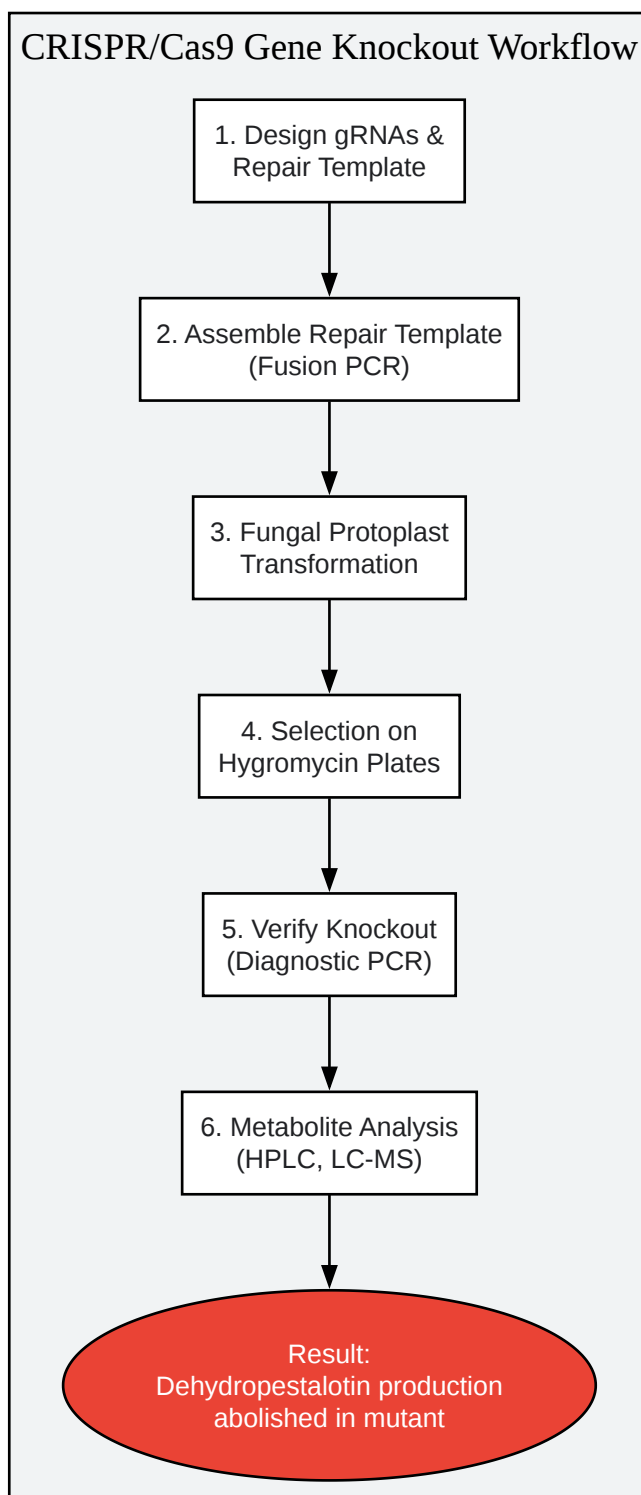 CRISPR/Cas9 Gene Knockout Workflow
1. Design gRNAs &
Repair Template
2. Assemble Repair Template
(Fusion PCR)
3. Fungal Protoplast
Transformation
4. Selection on
Hygromycin Plates
5. Verify Knockout
(Diagnostic PCR)
6. Metabolite Analysis
(HPLC, LC-MS)
Result:
Dehydropestalotin production
abolished in mutant